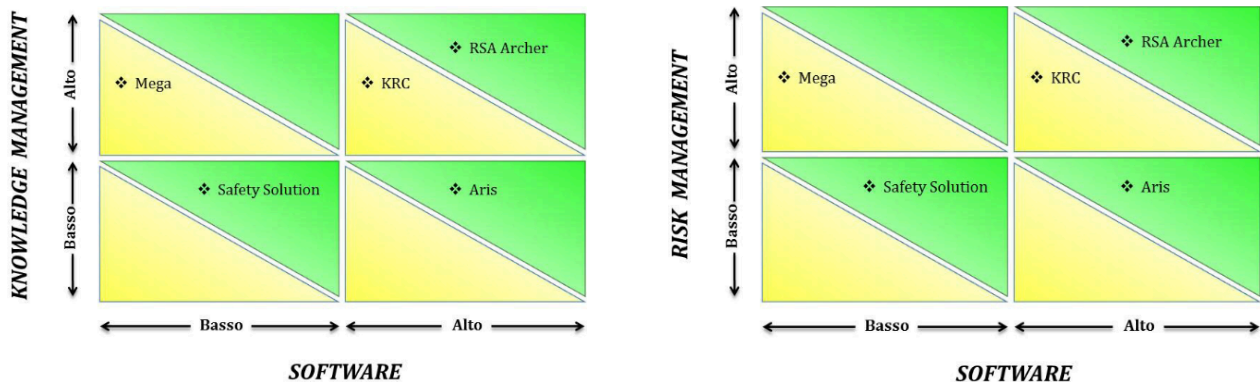 KNOWLEDGE MANAGEMENT
Alto
Basso
❖ Mega
❖ RSA Archer
❖ KRC
❖ Safety Solution
❖ Aris
Basso
Alto
SOFTWARE
RISK MANAGEMENT
Alto
Basso
❖ Mega
❖ RSA Archer
❖ KRC
❖ Safety Solution
❖ Aris
Basso
Alto
SOFTWARE